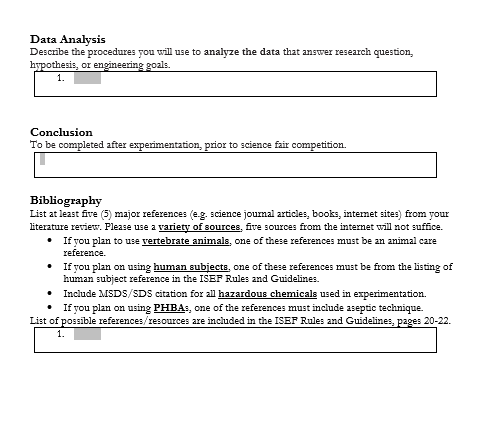 Data Analysis
Describe the procedures you will use to analyze the data that answer research question,
hypothesis, or engineering goals.
1.
Conclusion
To be completed after experimentation, prior to science fair competition.
Bibliography
List at least five (5) major references (e.g. science journal articles, books, internet sites) from your
literature review. Please use a variety of sources, five sources from the internet will not suffice.
• If you plan to use vertebrate animals, one of these references must be an animal care
reference.
• If you plan on using human subjects, one of these references must be from the listing of
human subject reference in the ISEF Rules and Guidelines.
• Include MSDS/SDS citation for all hazardous chemicals used in experimentation.
• If you plan on using PHBAs, one of the references must include aseptic technique.
List of possible references/resources are included in the ISEF Rules and Guidelines, pages 20-22.
1.